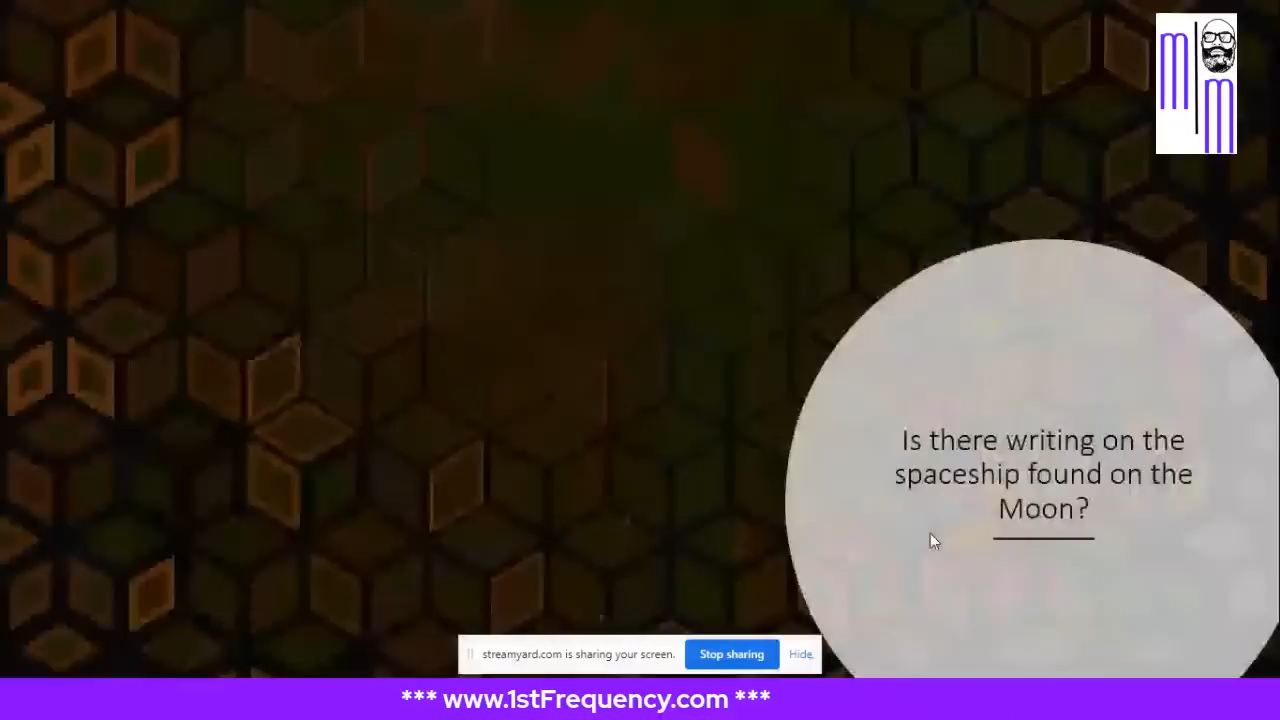 m
m
Is there writing on the
spaceship found on the
Moon?
streamyard.com is sharing your screen.
Stop sharing
Hide
*** www.1stFrequency.com ***